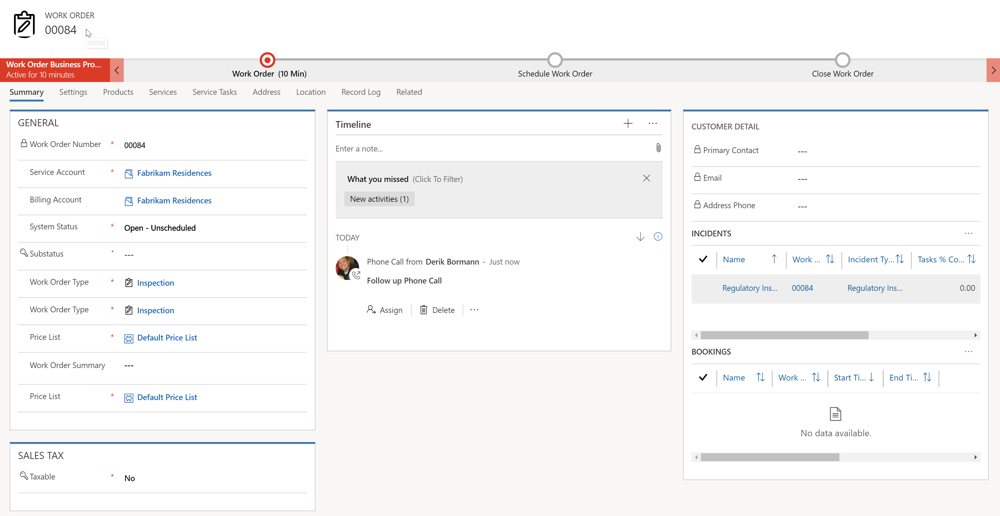 WORK ORDER
00084
00084
Work Order Business Pro...
Active for 10 minutes
Work Order (10 Min)
Schedule Work Order
Close Work Order
Summary Settings Products Services Service Tasks Address Location Record Log Related
GENERAL
Work Order Number * 00084
Service Account * Fabrikam Residences
Billing Account Fabrikam Residences
System Status * Open - Unscheduled
Substatus + ---
Work Order Type * Inspection
Work Order Type * Inspection
Price List * Default Price List
Work Order Summary ---
Price List * Default Price List
SALES TAX
Taxable * No
Timeline
Enter a note...
What you missed (Click To Filter)
New activities (1)
TODAY
Phone Call from Derik Bormann - Just now
Follow up Phone Call
Assign Delete ...
CUSTOMER DETAIL
Primary Contact ---
Email ---
Address Phone ---
INCIDENTS
Name Work ... Incident Ty... Tasks % Co...
Regulatory Ins... 00084 Regulatory Ins... 0.00
BOOKINGS
Name Work ... Start Ti... End Ti...
No data available.